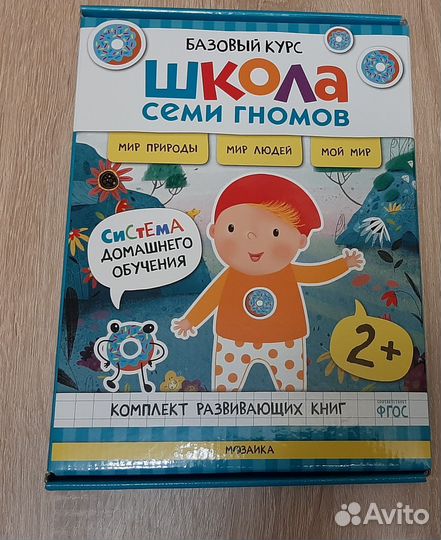 БАЗОВЫЙ КУРС
ШКОЛА
СЕМИ ГНОМОВ
МИР ПРИРОДЫ
МИР ЛЮДЕЙ
МОЙ МИР
СИСТЕМА
ДОМАШНЕГО
ОБУЧЕНИЯ
2+
КОМПЛЕКТ РАЗВИВАЮЩИХ КНИГ
СООТВЕТСТВУЕТ
ФГОС
МОЗАИКА
Avito